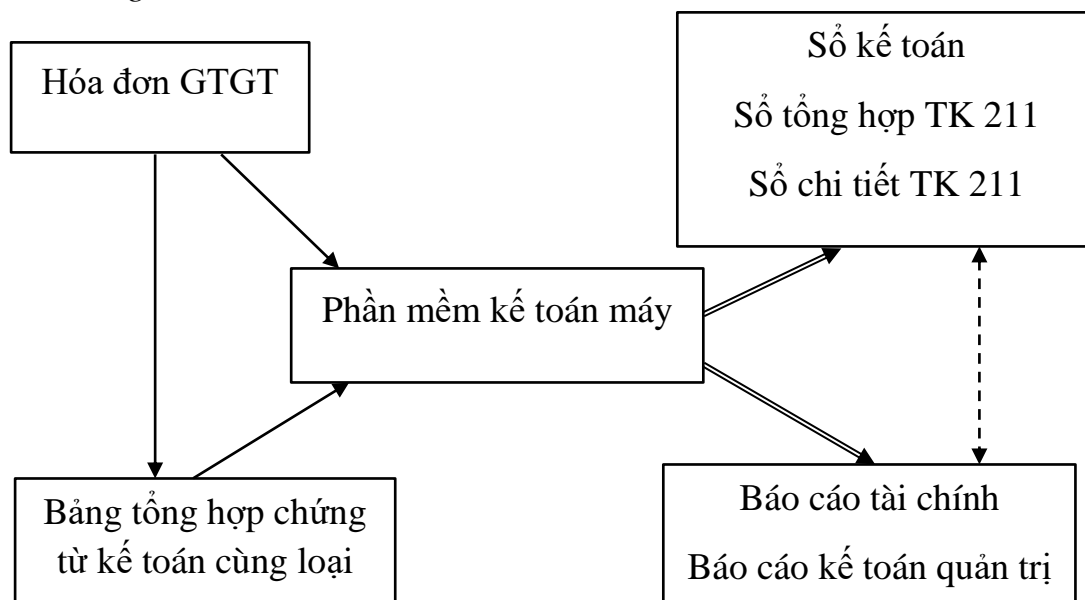 Hóa đơn GTGT
Sổ kế toán
Sổ tổng hợp TK 211
Sổ chi tiết TK 211
Phần mềm kế toán máy
Bảng tổng hợp chứng
từ kế toán cùng loại
Báo cáo tài chính
Báo cáo kế toán quản trị